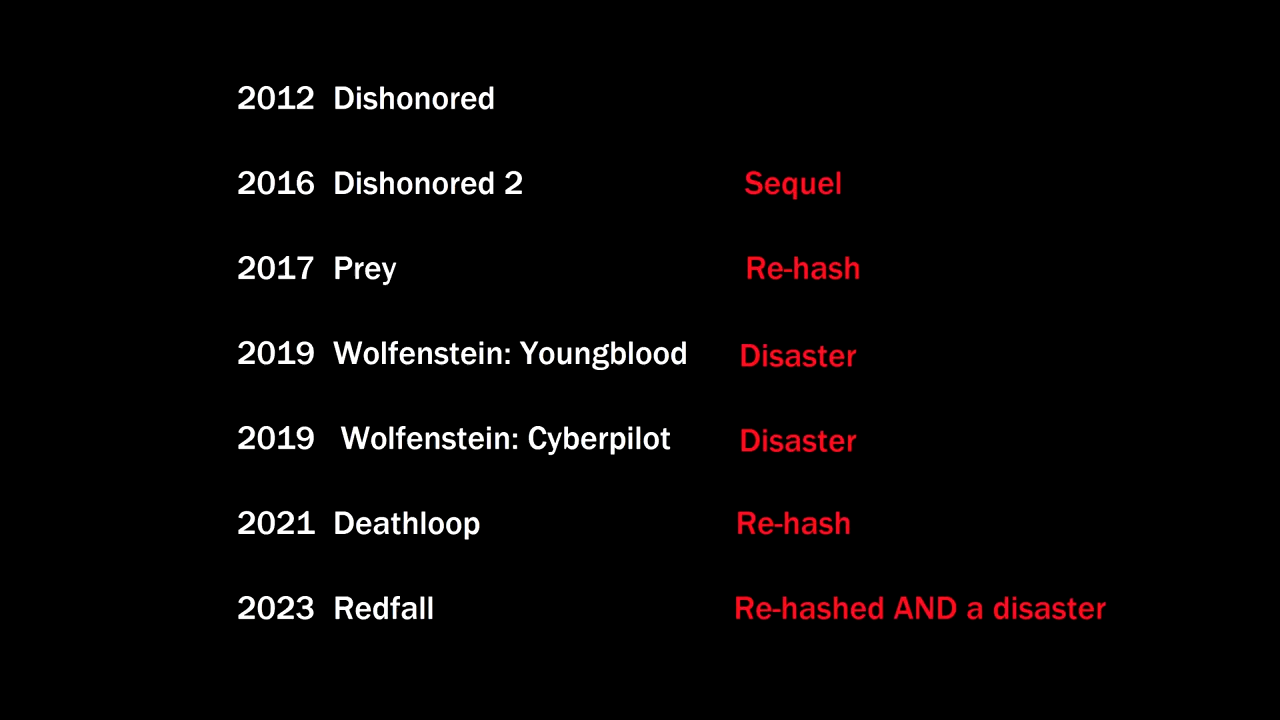 2012 Dishonored
2016 Dishonored 2 Sequel
2017 Prey Re-hash
2019 Wolfenstein: Youngblood Disaster
2019 Wolfenstein: Cyberpilot Disaster
2021 Deathloop Re-hash
2023 Redfall Re-hashed AND a disaster